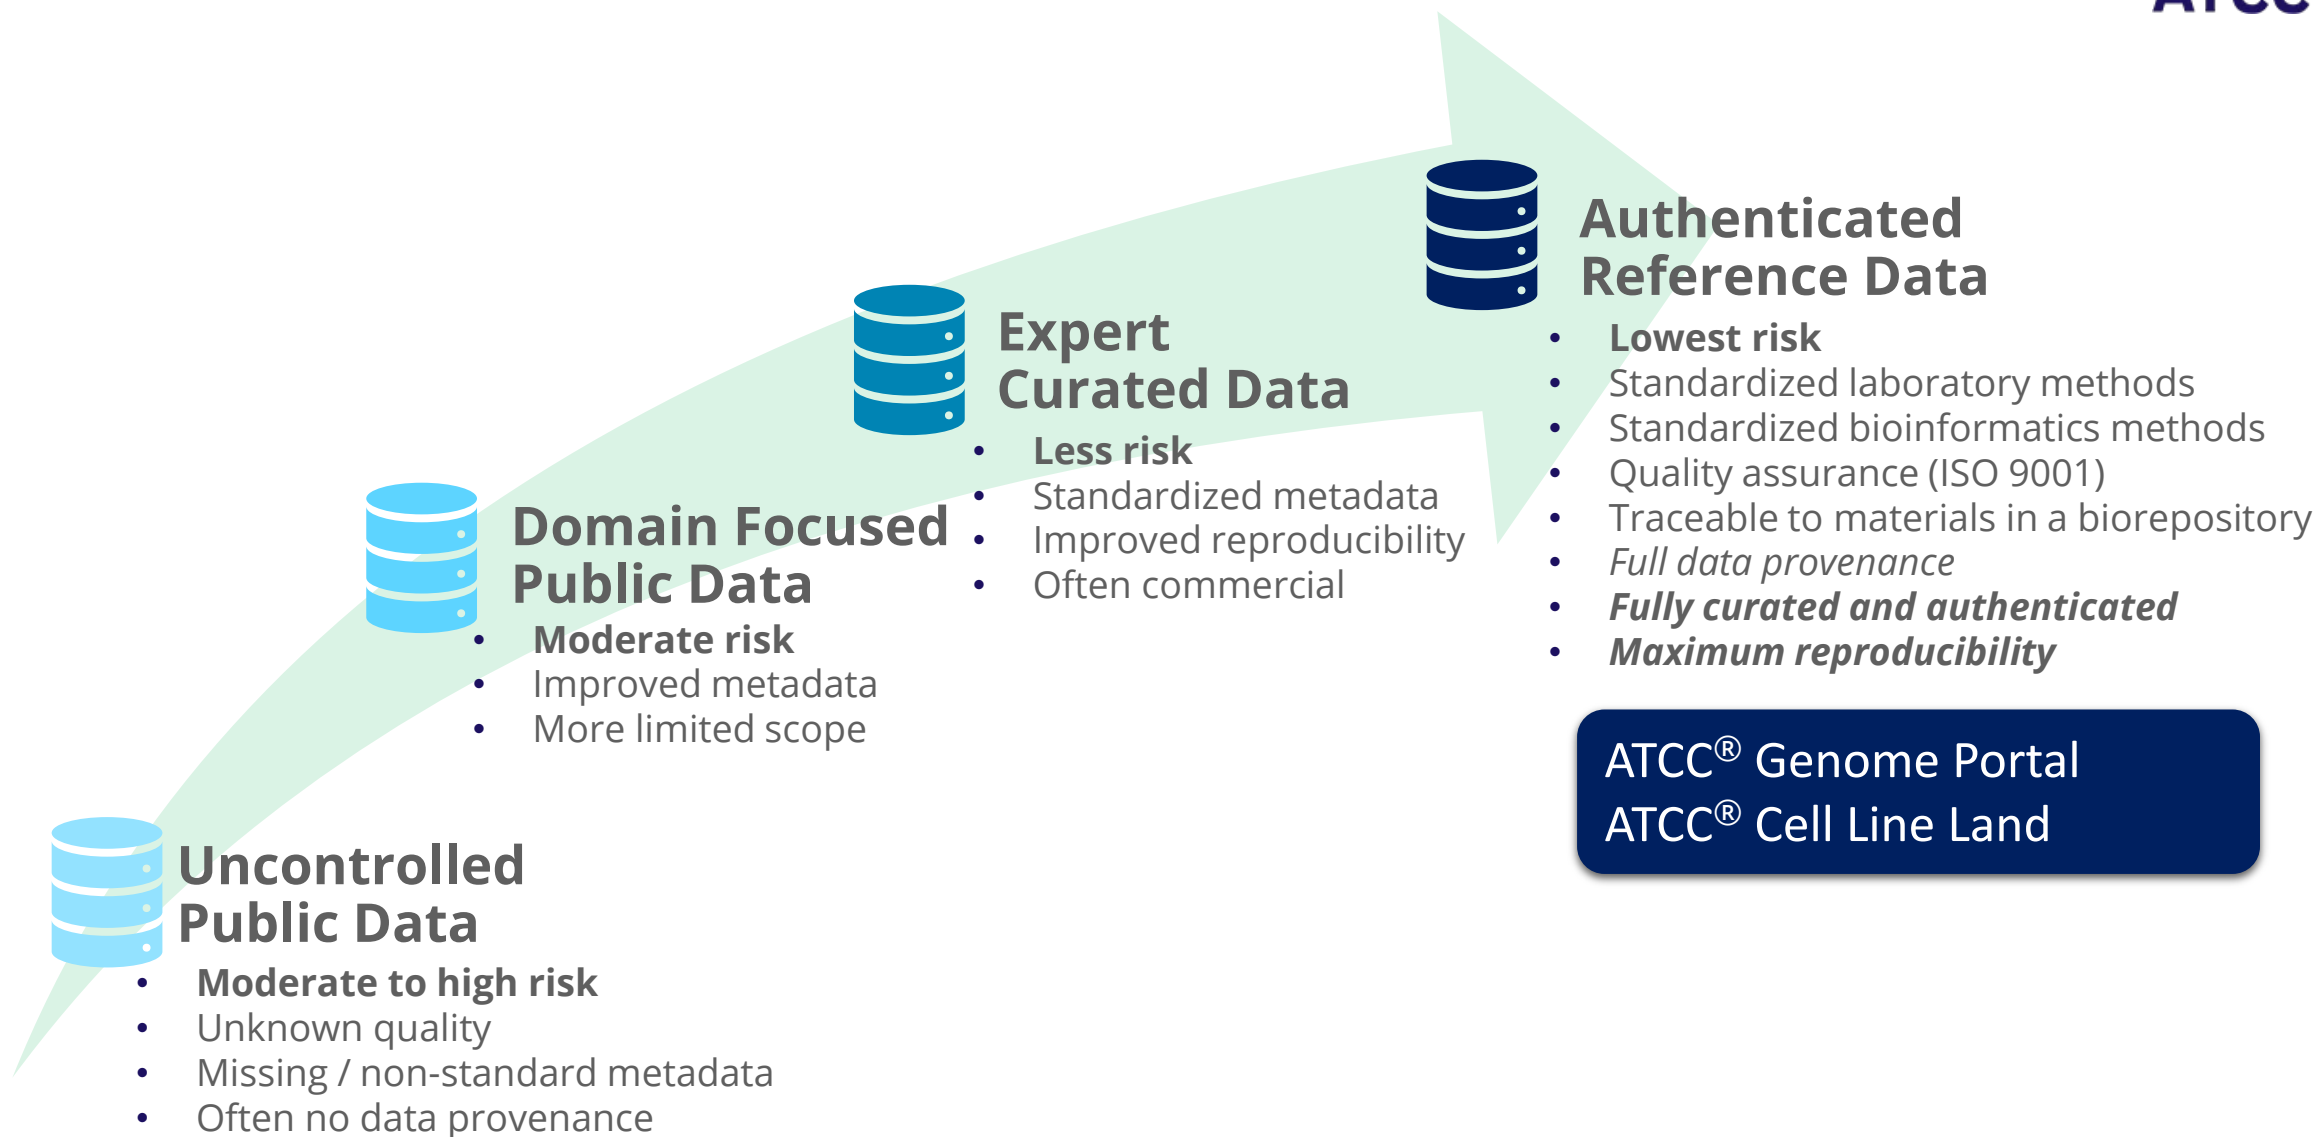 ATCC
Authenticated
Reference Data
• Lowest risk
• Standardized laboratory methods
• Standardized bioinformatics methods
• Quality assurance (ISO 9001)
• Traceable to materials in a biorepository
• Full data provenance
• Fully curated and authenticated
• Maximum reproducibility
ATCC® Genome Portal
ATCC® Cell Line Land
Expert
Curated Data
• Less risk
• Standardized metadata
• Improved reproducibility
• Often commercial
Domain Focused
Public Data
• Moderate risk
• Improved metadata
• More limited scope
Uncontrolled
Public Data
• Moderate to high risk
• Unknown quality
• Missing / non-standard metadata
• Often no data provenance